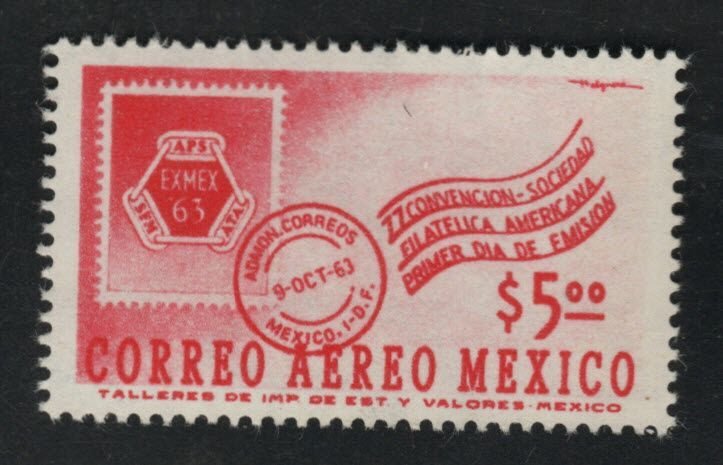 APS
EXMEX
'63
SFM
ATA
ADMON. CORREOS
9-OCT-63
MEXICO, 1-D.F.
77 CONVENCION-SOCIEDAD
FILATELICA AMERICANA
PRIMER DIA DE EMISION
$5.00
CORREO AEREO MEXICO
TALLERES DE IMP. DE EST. Y VALORES-MEXICO